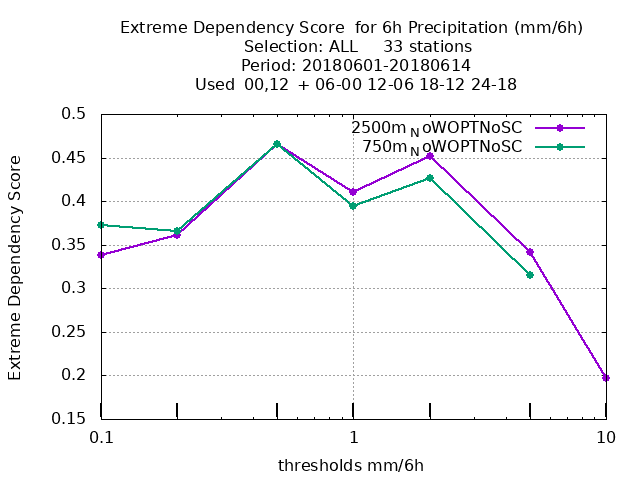 Extreme Dependency Score  for 6h Precipitation (mm/6h)
Selection: ALL     33 stations
Period: 20180601-20180614
Used  00,12  + 06-00 12-06 18-12 24-18
2500m_NoWOPTNoSC
750m_NoWOPTNoSC
Extreme Dependency Score
0.5
0.45
0.4
0.35
0.3
0.25
0.2
0.15
0.1
1
10
thresholds mm/6h